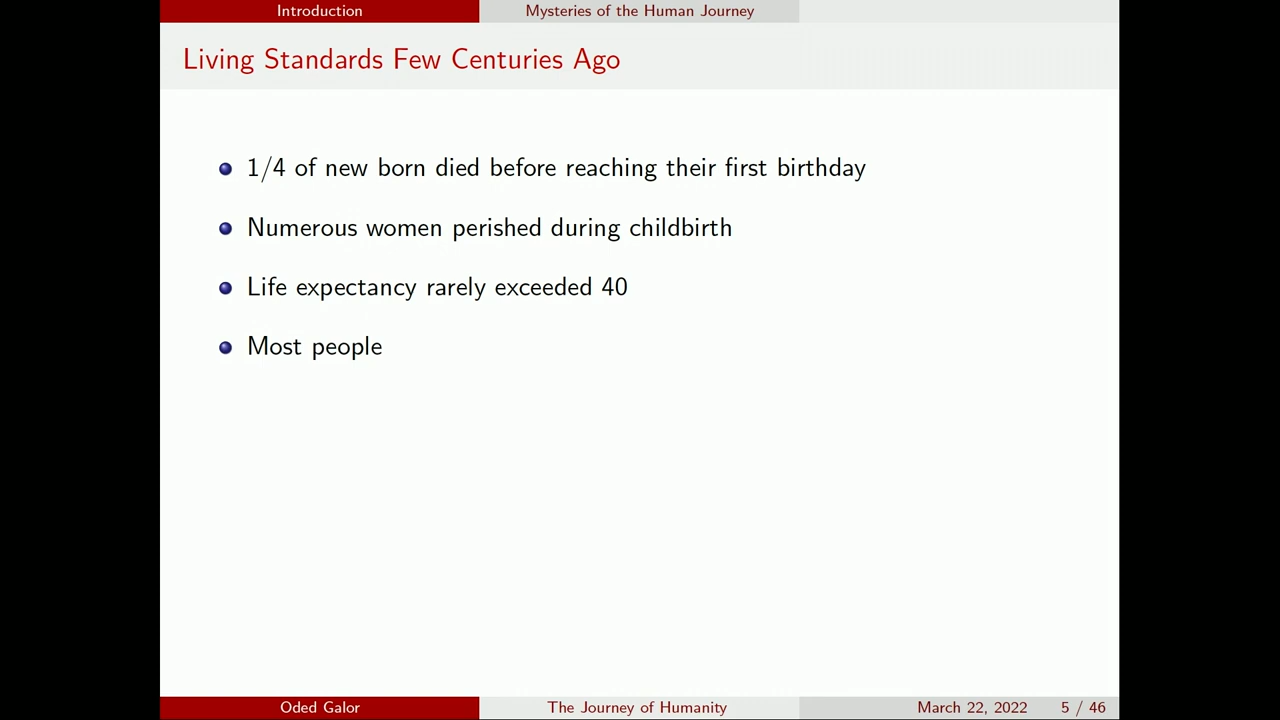 Introduction
Mysteries of the Human Journey
Living Standards Few Centuries Ago
1/4 of new born died before reaching their first birthday
Numerous women perished during childbirth
Life expectancy rarely exceeded 40
Most people
Oded Galor
The Journey of Humanity
March 22, 2022
5 / 46